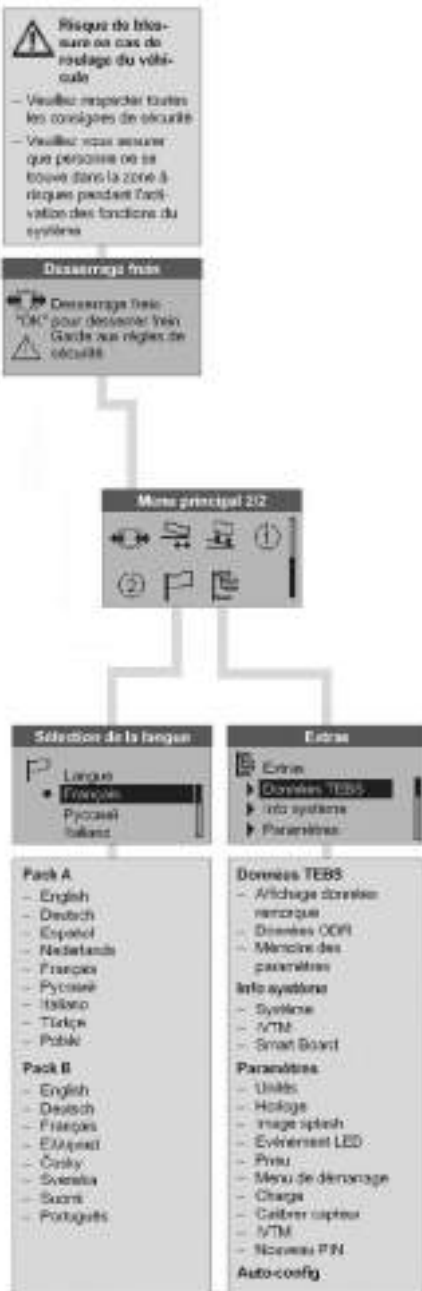 Risque de bles-
sure en cas de
roulage du véhi-
cule
– Veuillez respecter toutes
les consignes de sécurité
– Veuillez vous assurer
que personne ne se
trouve dans la zone à
risques pendant l'acti-
vation des fonctions du
système
Desserrage frein
Desserrage frein
"OK" pour desserrer frein
Garde aux règles de
sécurité
Menu principal 2/2
1
2
Sélection de la langue
Langue
Français
Русский
Italiano
Pack A
– English
– Deutsch
– Español
– Nederlands
– Français
– Русский
– Italiano
– Türkçe
– Polski
Pack B
– English
– Deutsch
– Français
– Ελληνικά
– Česky
– Svenska
– Suomi
– Português
Extras
Extras
Données TEBS
Info système
Paramètres
Données TEBS
– Affichage données
remorque
– Données ODR
– Mémoire des
paramètres
Info système
– Système
– IVTM
– Smart Board
Paramètres
– Unités
– Horloge
– Image splash
– Evénement LED
– Pneu
– Menu de démarrage
– Charge
– Calibrer capteur
– IVTM
– Nouveau PIN
Auto-config